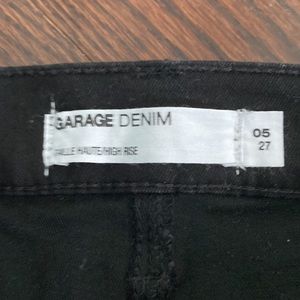 GARAGE DENIM
TAILLE HAUTE/HIGH RISE
05
27